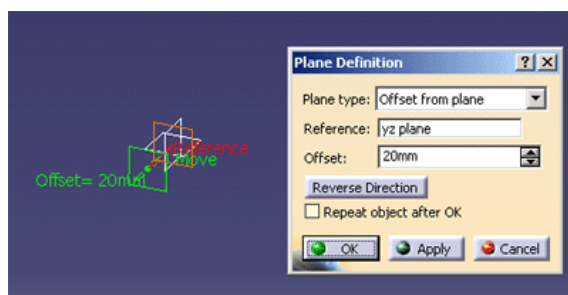 Reference
Move
Offset= 20mm
Plane Definition
Plane type: Offset from plane
Reference: yz plane
Offset: 20mm
Reverse Direction
Repeat object after OK
OK Apply Cancel